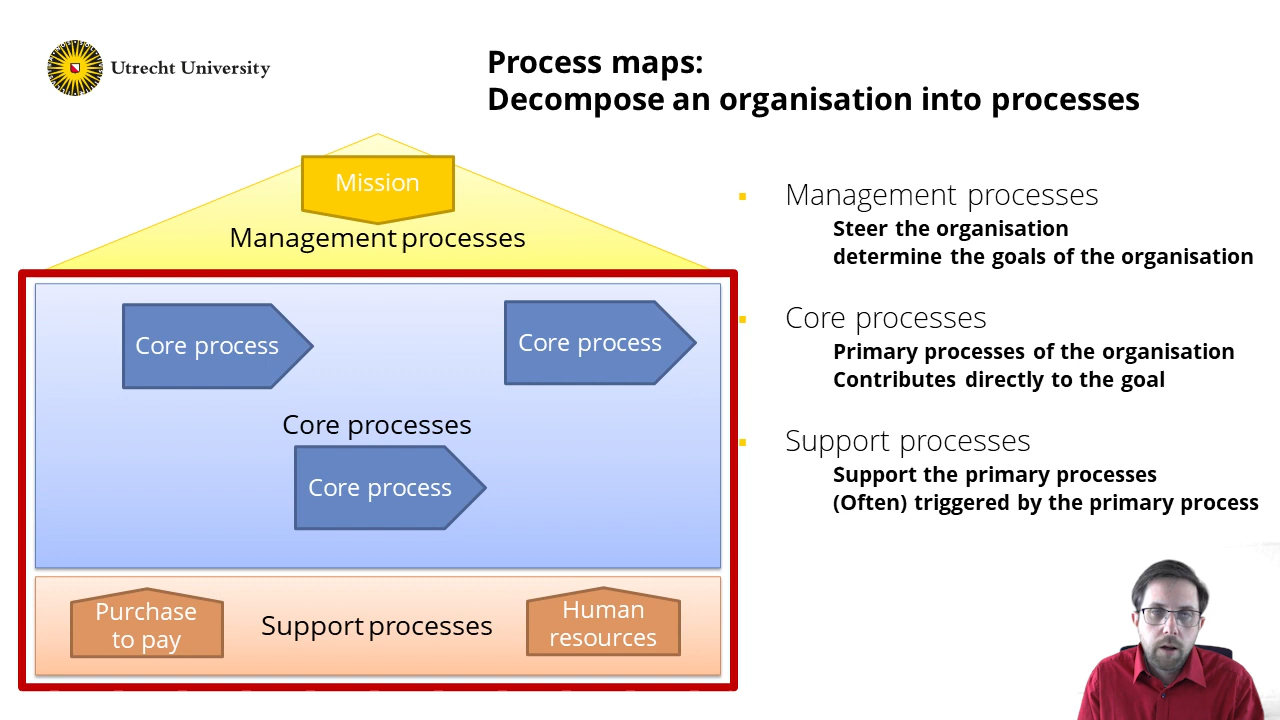 Utrecht University
Process maps:
Decompose an organisation into processes
Mission
Management processes
Core process
Core process
Core processes
Core process
Purchase
to pay
Support processes
Human
resources
Management processes
Steer the organisation
determine the goals of the organisation
Core processes
Primary processes of the organisation
Contributes directly to the goal
Support processes
Support the primary processes
(Often) triggered by the primary process